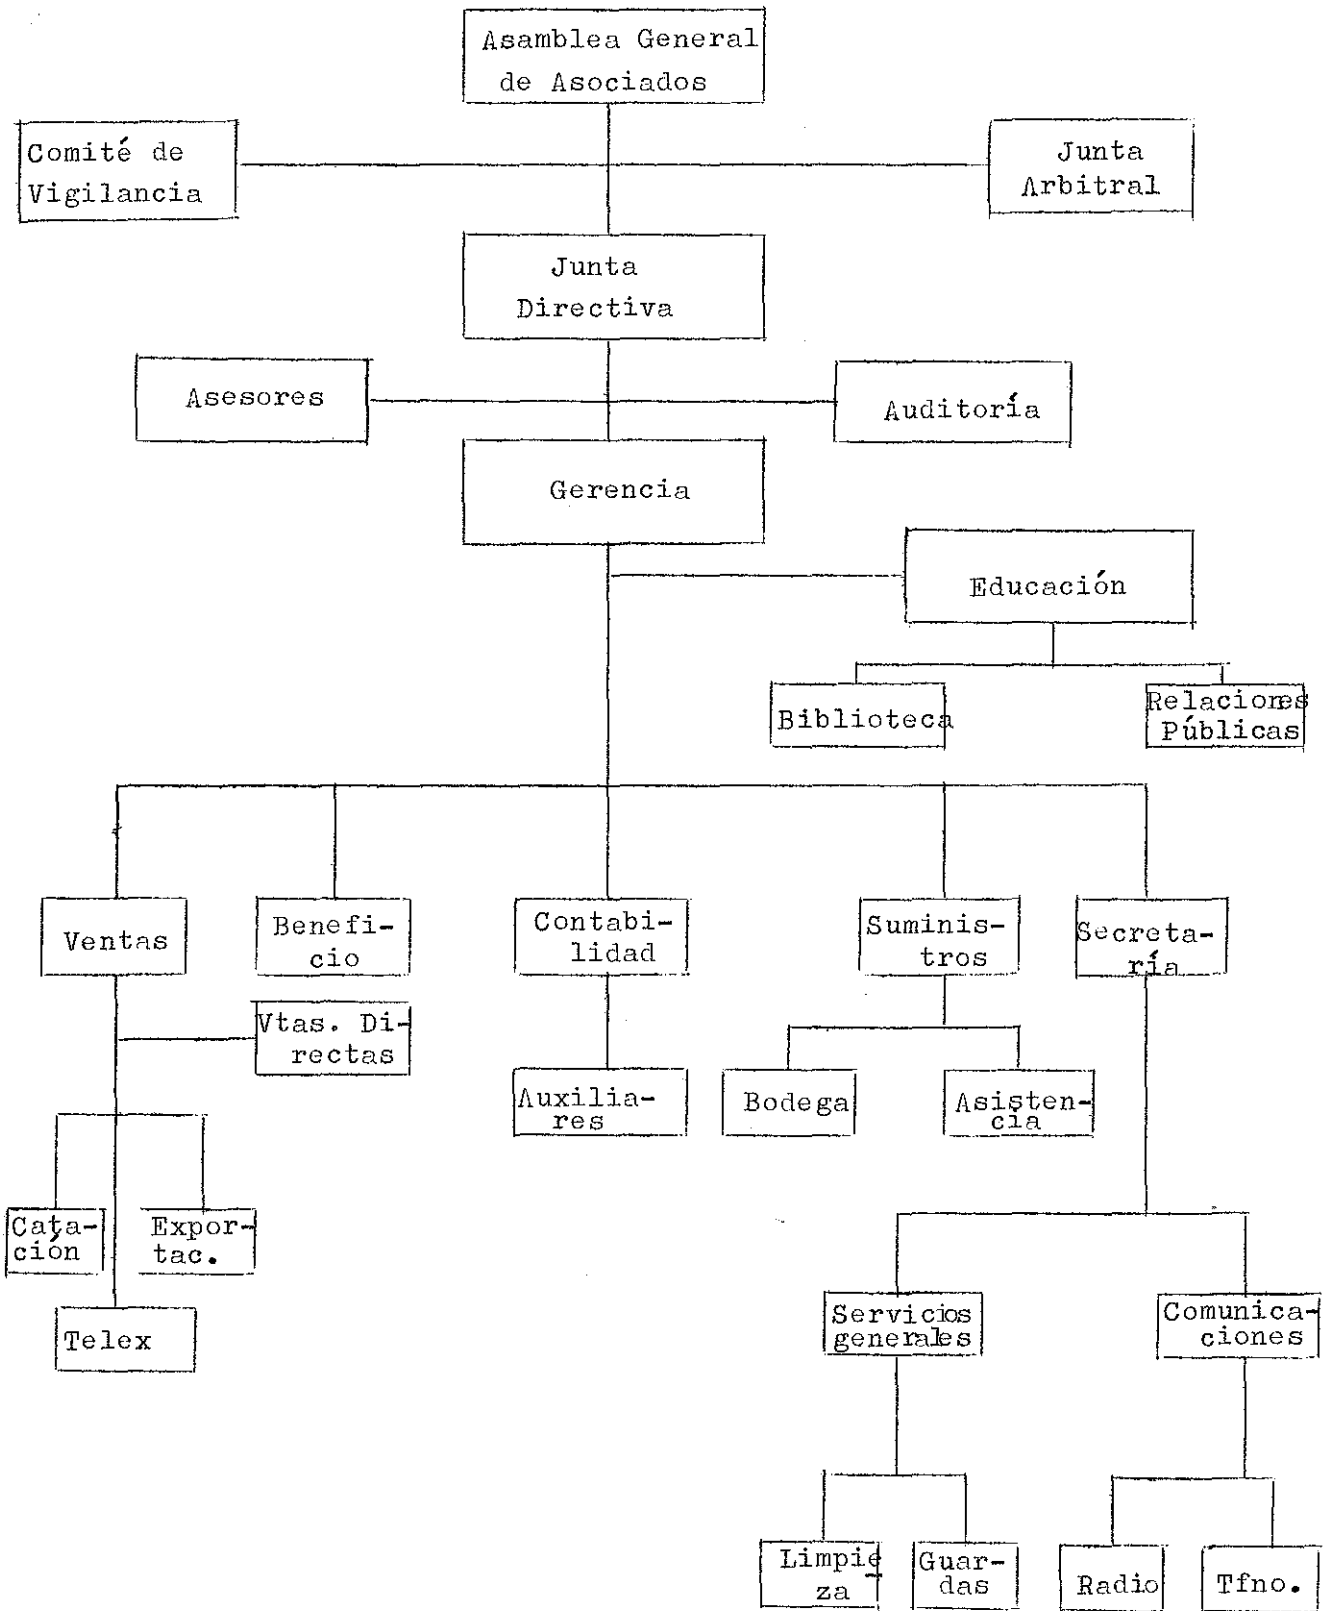 Asamblea General
de Asociados
Comité de
Vigilancia
Junta
Arbitral
Junta
Directiva
Asesores
Auditoría
Gerencia
Educación
Biblioteca
Relaciones
Públicas
Ventas
Benefi-
cio
Contabi-
lidad
Suminis-
tros
Secreta-
ría
Vtas. Di-
rectas
Auxilia-
res
Bodega
Asisten-
cia
Cata-
ción
Expor-
tac.
Telex
Servicios
generales
Comunica-
ciones
Limpie-
za
Guar-
das
Radio
Tfno.